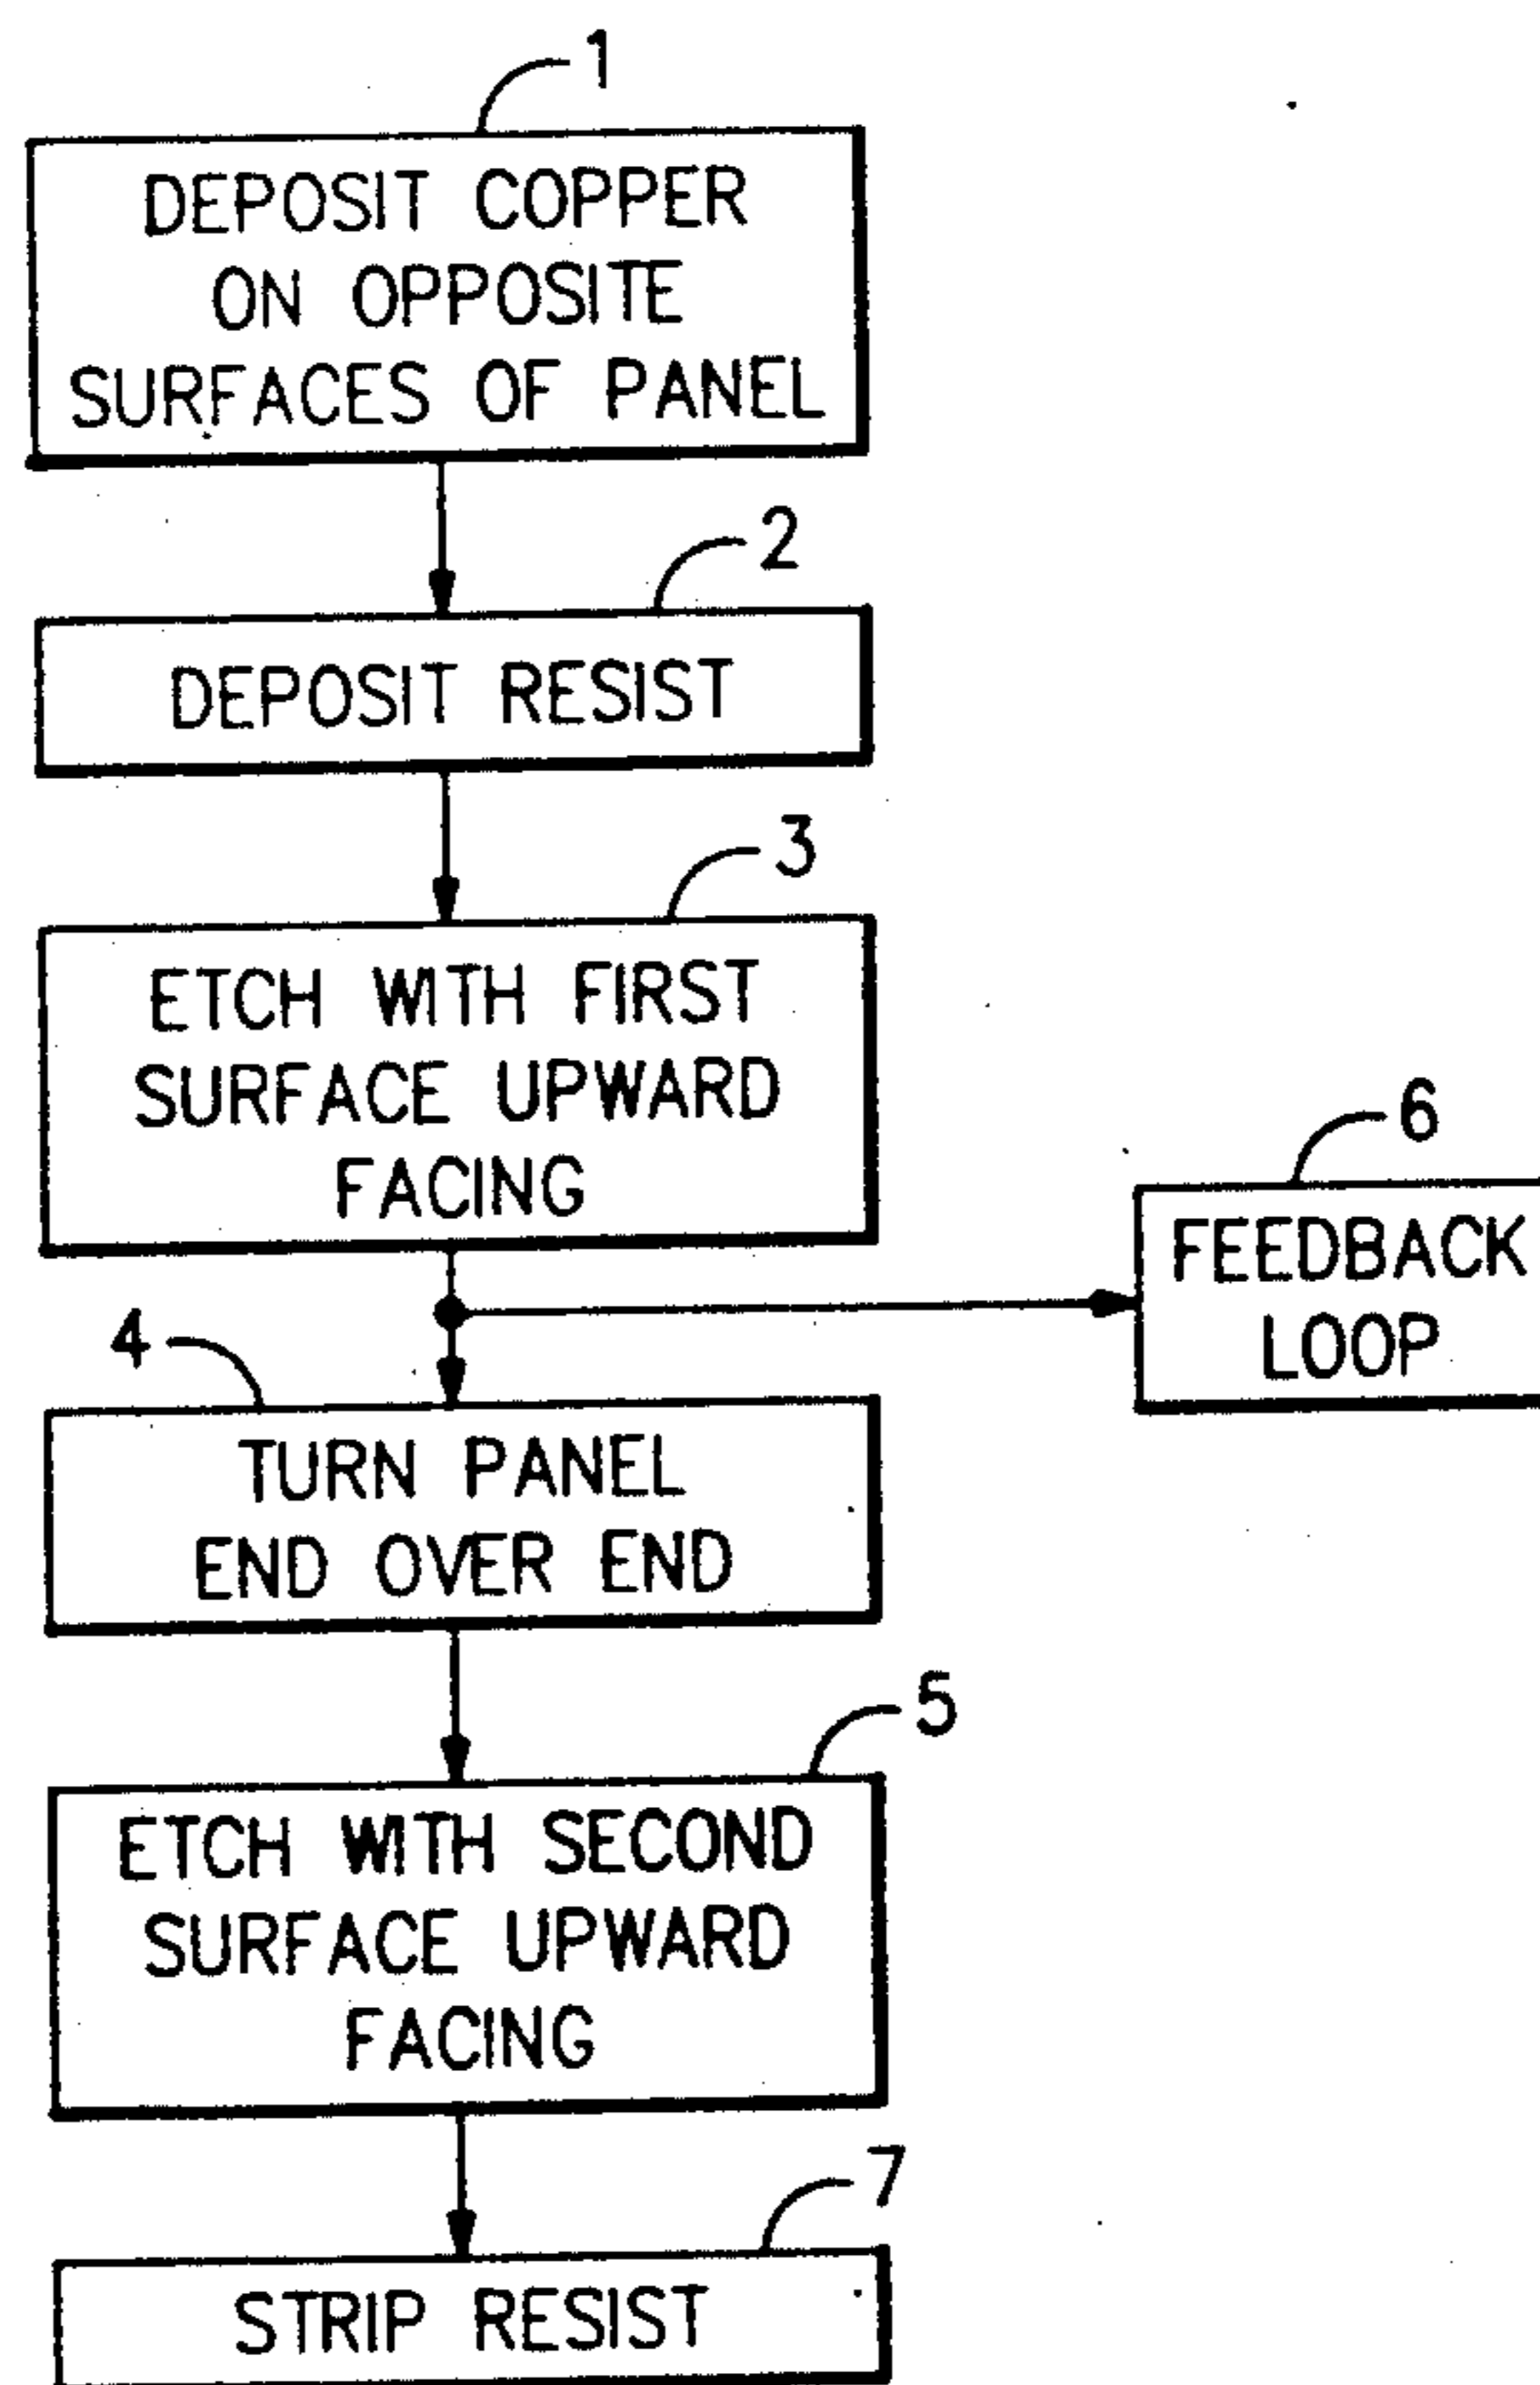 1
DEPOSIT COPPER
ON OPPOSITE
SURFACES OF PANEL
2
DEPOSIT RESIST
3
ETCH WITH FIRST
SURFACE UPWARD
FACING
6
FEEDBACK
LOOP
4
TURN PANEL
END OVER END
5
ETCH WITH SECOND
SURFACE UPWARD
FACING
7
STRIP RESIST